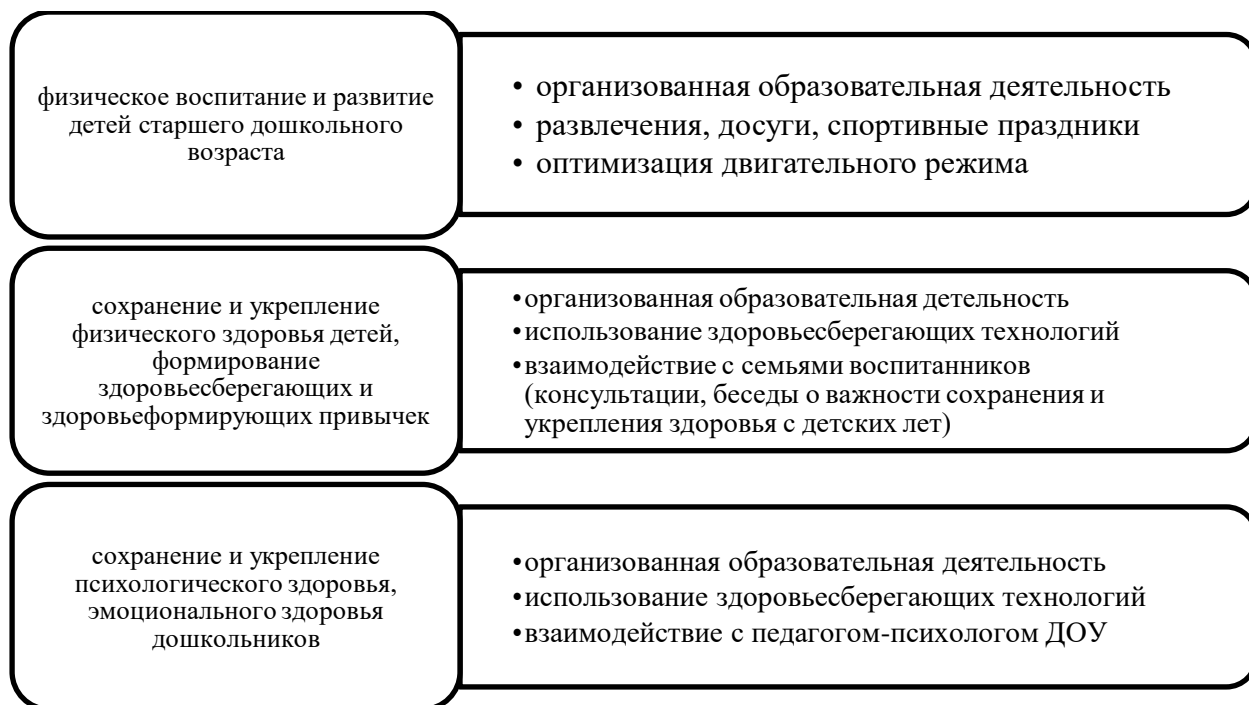 физическое воспитание и развитие
детей старшего дошкольного
возраста
• организованная образовательная деятельность
• развлечения, досуги, спортивные праздники
• оптимизация двигательного режима
сохранение и укрепление
физического здоровья детей,
формирование
здоровьесберегающих и
здоровьеформирующих привычек
•организованная образовательная детельность
•использование здоровьесберегающих технологий
•взаимодействие с семьями воспитанников
(консультации, беседы о важности сохранения и
укрепления здоровья с детских лет)
сохранение и укрепление
психологического здоровья,
эмоционального здоровья
дошкольников
•организованная образовательная деятельность
•использование здоровьесберегающих технологий
•взаимодействие с педагогом-психологом ДОУ